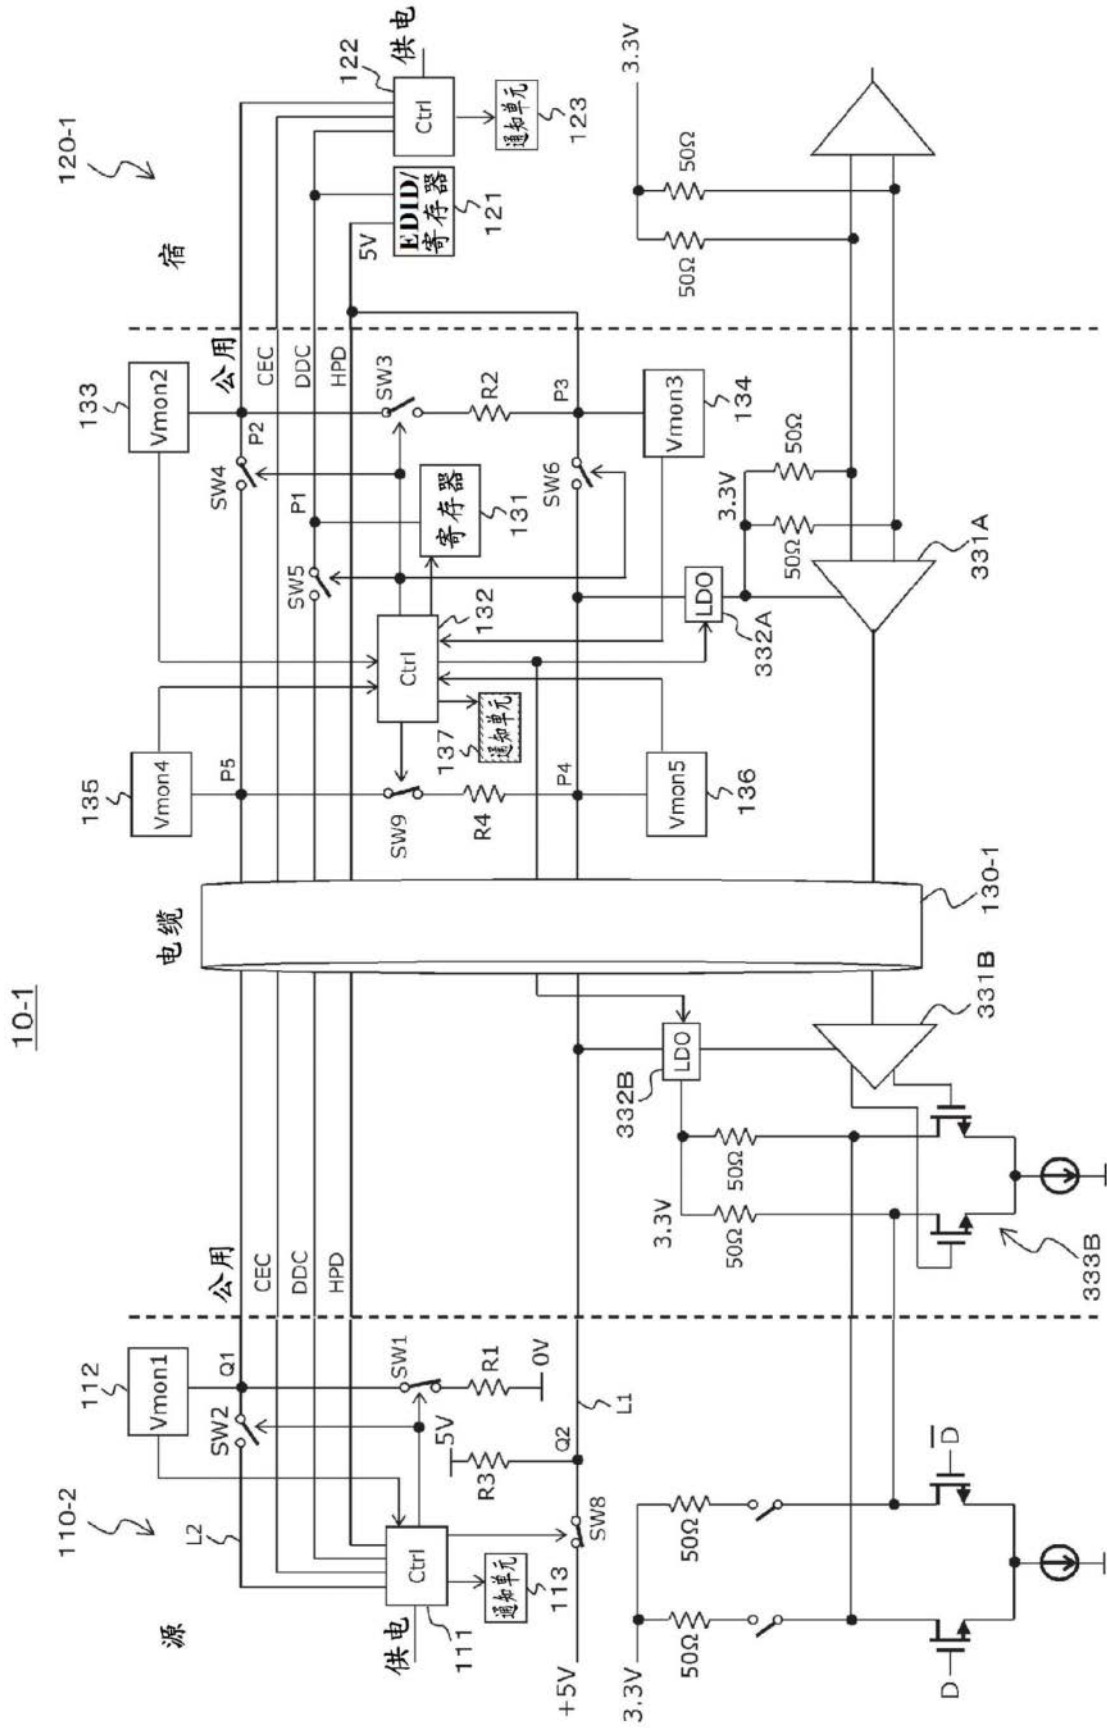 10-1
源
110-2
电缆
宿
120-1
112
Vmon1
135
Vmon4
133
Vmon2
L2
SW2
Q1
公用
P5
SW4
P2
公用
CEC
CEC
DDC
SW5
P1
DDC
HPD
HPD
5V
供电
Ctrl
111
通知单元
113
SW1
R1
0V
5V
R3
Q2
L1
SW8
+5V
SW9
R4
P4
Ctrl
132
137
通知单元
寄存器
131
SW3
R2
P3
SW6
EDID/
寄存器
121
Ctrl
122
供电
通知单元
123
Vmon5
136
Vmon3
134
LDO
332B
LDO
332A
3.3V
50Ω
50Ω
3.3V
50Ω
50Ω
3.3V
50Ω
50Ω
3.3V
50Ω
50Ω
331B
130-1
331A
333B
D
D